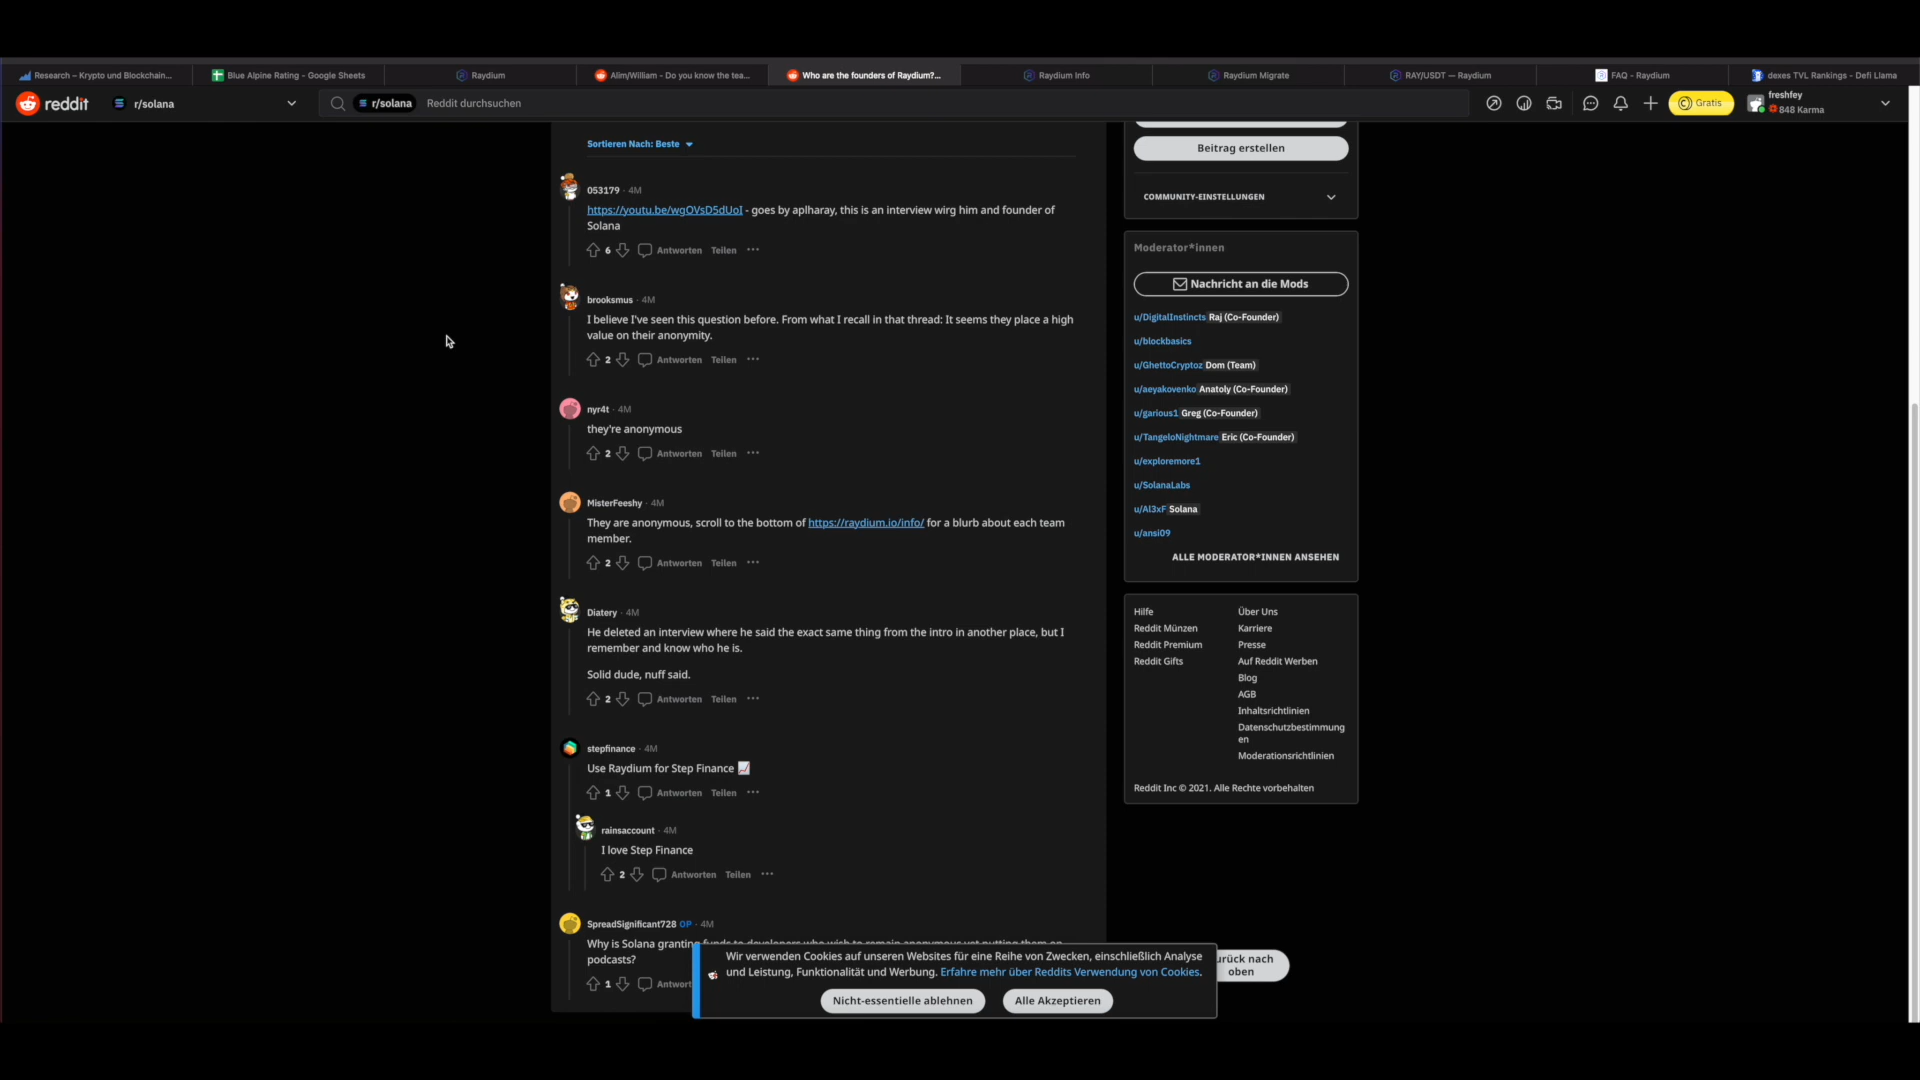 Research – Krypto und Blockchain...
Blue Alpine Rating - Google Sheets
Raydium
Alim/William - Do you know the tea...
Who are the founders of Raydium?...
Raydium Info
Raydium Migrate
RAY/USDT — Raydium
FAQ - Raydium
dexes TVL Rankings - Defi Llama
reddit
r/solana
r/solana
Reddit durchsuchen
Gratis
freshfey
848 Karma
Sortieren Nach: Beste
053179 · 4M
https://youtu.be/wgOVsD5dUoI - goes by aplharay, this is an interview wirg him and founder of
Solana
6 Antworten Teilen ...
brooksmus · 4M
I believe I've seen this question before. From what I recall in that thread: It seems they place a high
value on their anonymity.
2 Antworten Teilen ...
nyr4t · 4M
they're anonymous
2 Antworten Teilen ...
MisterFeeshy · 4M
They are anonymous, scroll to the bottom of https://raydium.io/info/ for a blurb about each team
member.
2 Antworten Teilen ...
Diatery · 4M
He deleted an interview where he said the exact same thing from the intro in another place, but I
remember and know who he is.
Solid dude, nuff said.
2 Antworten Teilen ...
stepfinance · 4M
Use Raydium for Step Finance
1 Antworten Teilen ...
rainsaccount · 4M
I love Step Finance
2 Antworten Teilen ...
SpreadSignificant728 OP · 4M
Why is Solana granting funds to developers who wish to remain anonymous yet putting them on
podcasts?
1 Antwort
Beitrag erstellen
COMMUNITY-EINSTELLUNGEN
Moderator*innen
Nachricht an die Mods
u/DigitalInstincts Raj (Co-Founder)
u/blockbasics
u/GhettoCryptoz Dom (Team)
u/aeyakovenko Anatoly (Co-Founder)
u/garious1 Greg (Co-Founder)
u/TangeloNightmare Eric (Co-Founder)
u/exploremore1
u/SolanaLabs
u/Al3xF Solana
u/ansi09
ALLE MODERATOR*INNEN ANSEHEN
Hilfe
Reddit Münzen
Reddit Premium
Reddit Gifts
Über Uns
Karriere
Presse
Auf Reddit Werben
Blog
AGB
Inhaltsrichtlinien
Datenschutzbestimmung
en
Moderationsrichtlinien
Reddit Inc © 2021. Alle Rechte vorbehalten
Wir verwenden Cookies auf unseren Websites für eine Reihe von Zwecken, einschließlich Analyse
und Leistung, Funktionalität und Werbung. Erfahre mehr über Reddits Verwendung von Cookies.
Nicht-essentielle ablehnen
Alle Akzeptieren
urück nach
oben